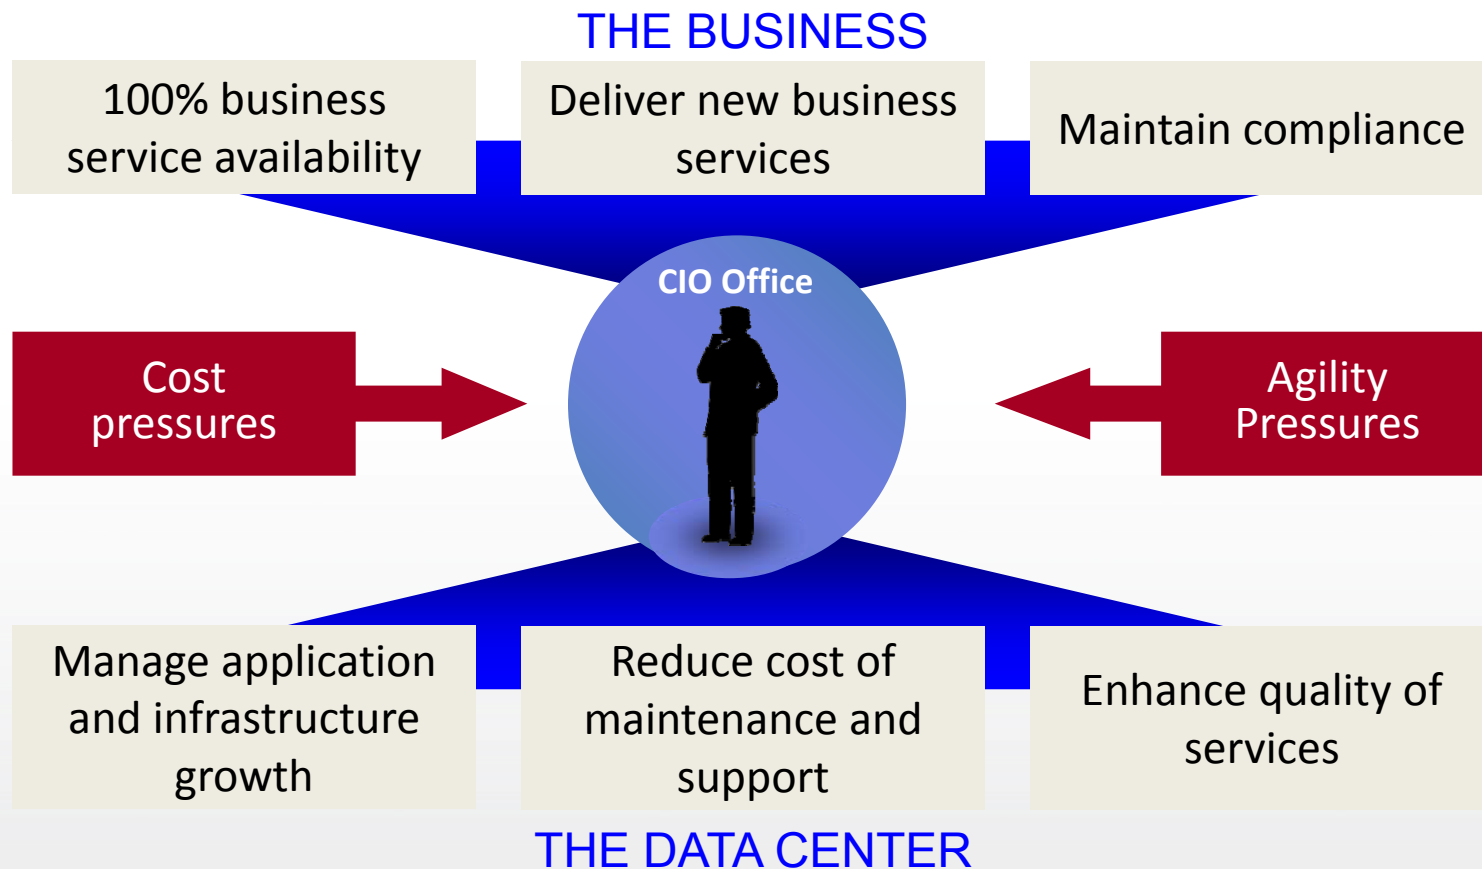 THE BUSINESS
100% business
service availability
Deliver new business
services
Maintain compliance
CIO Office
Cost
pressures
Agility
Pressures
Manage application
and infrastructure
growth
Reduce cost of
maintenance and
support
Enhance quality of
services
THE DATA CENTER